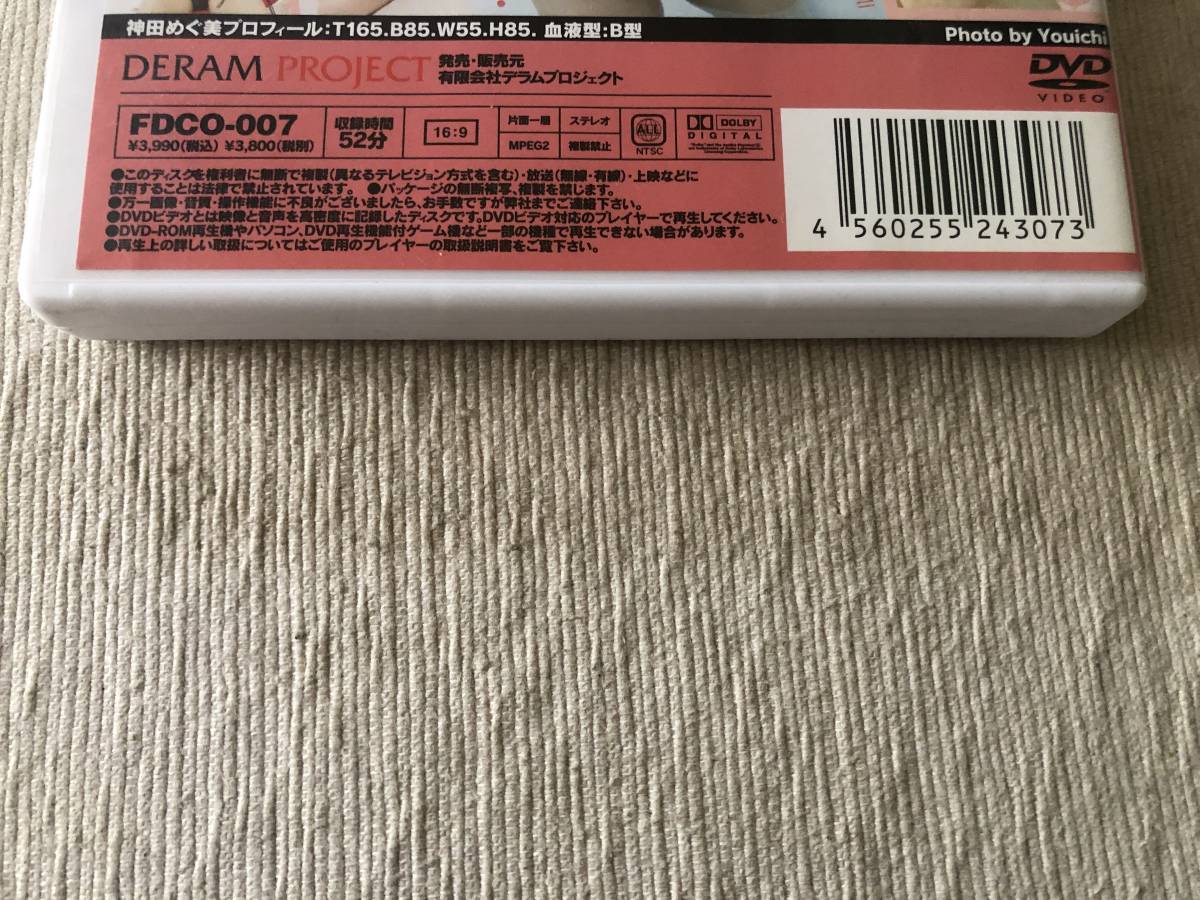 神田めぐ美プロフィール:T165.B85.W55.H85. 血液型:B型
Photo by Youichi
DERAM PROJECT
発売・販売元
有限会社デラムプロジェクト
DVD
VIDEO
FDCO-007
¥3,990(税込) ¥3,800(税別)
収録時間
52分
16:9
片面一層
ステレオ
MPEG2
複製禁止
ALL
NTSC
DOLBY
DIGITAL
●このディスクを権利者に無断で複製(異なるテレビジョン方式を含む)・放送(無線・有線)・上映などに
使用することは法律で禁止されています。 ●パッケージの無断複写、複製を禁じます。
●万一画像・音質・操作機能に不良がございましたら、お手数ですが弊社までご連絡下さい。
●DVDビデオとは映像と音声を高密度に記録したディスクです。DVDビデオ対応のプレイヤーで再生してください。
●DVD-ROM再生機やパソコン、DVD再生機能付ゲーム機など一部の機種で再生できない場合があります。
●再生上の詳しい取扱についてはご使用のプレイヤーの取扱説明書をご覧下さい。
4 560255 243073